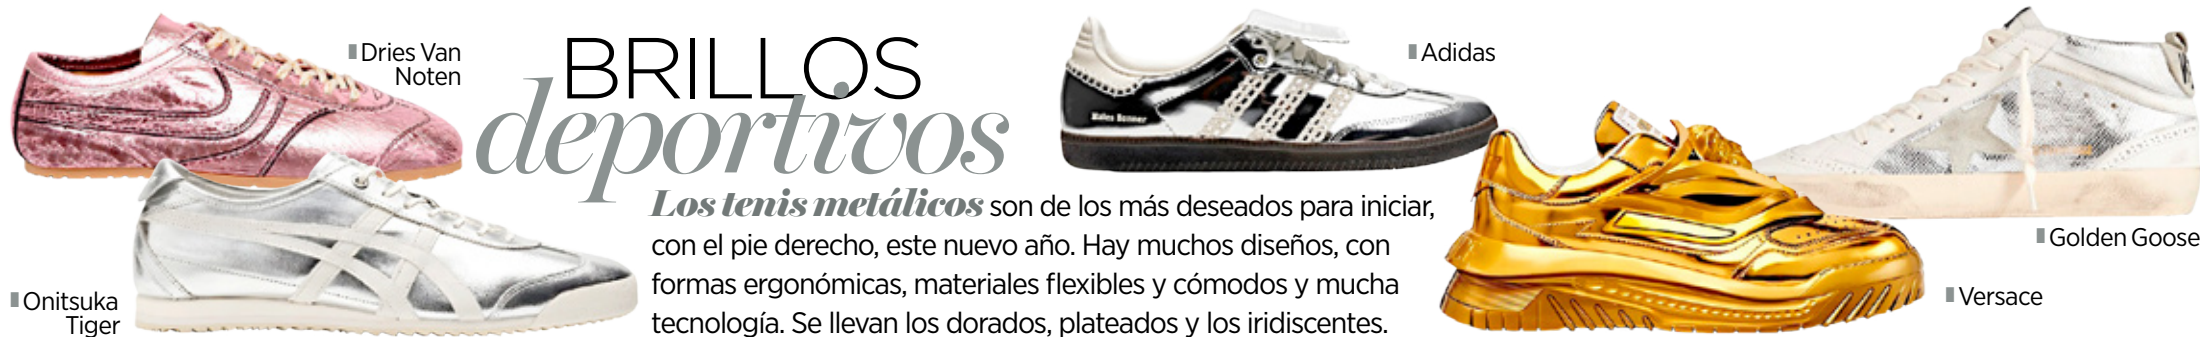 Dries Van
Noten
BRILLOS
deportivos
Adidas
Wales Bonner
Los tenis metálicos son de los más deseados para iniciar,
con el pie derecho, este nuevo año. Hay muchos diseños, con
formas ergonómicas, materiales flexibles y cómodos y mucha
tecnología. Se llevan los dorados, plateados y los iridiscentes.
Golden Goose
Onitsuka
Tiger
Versace